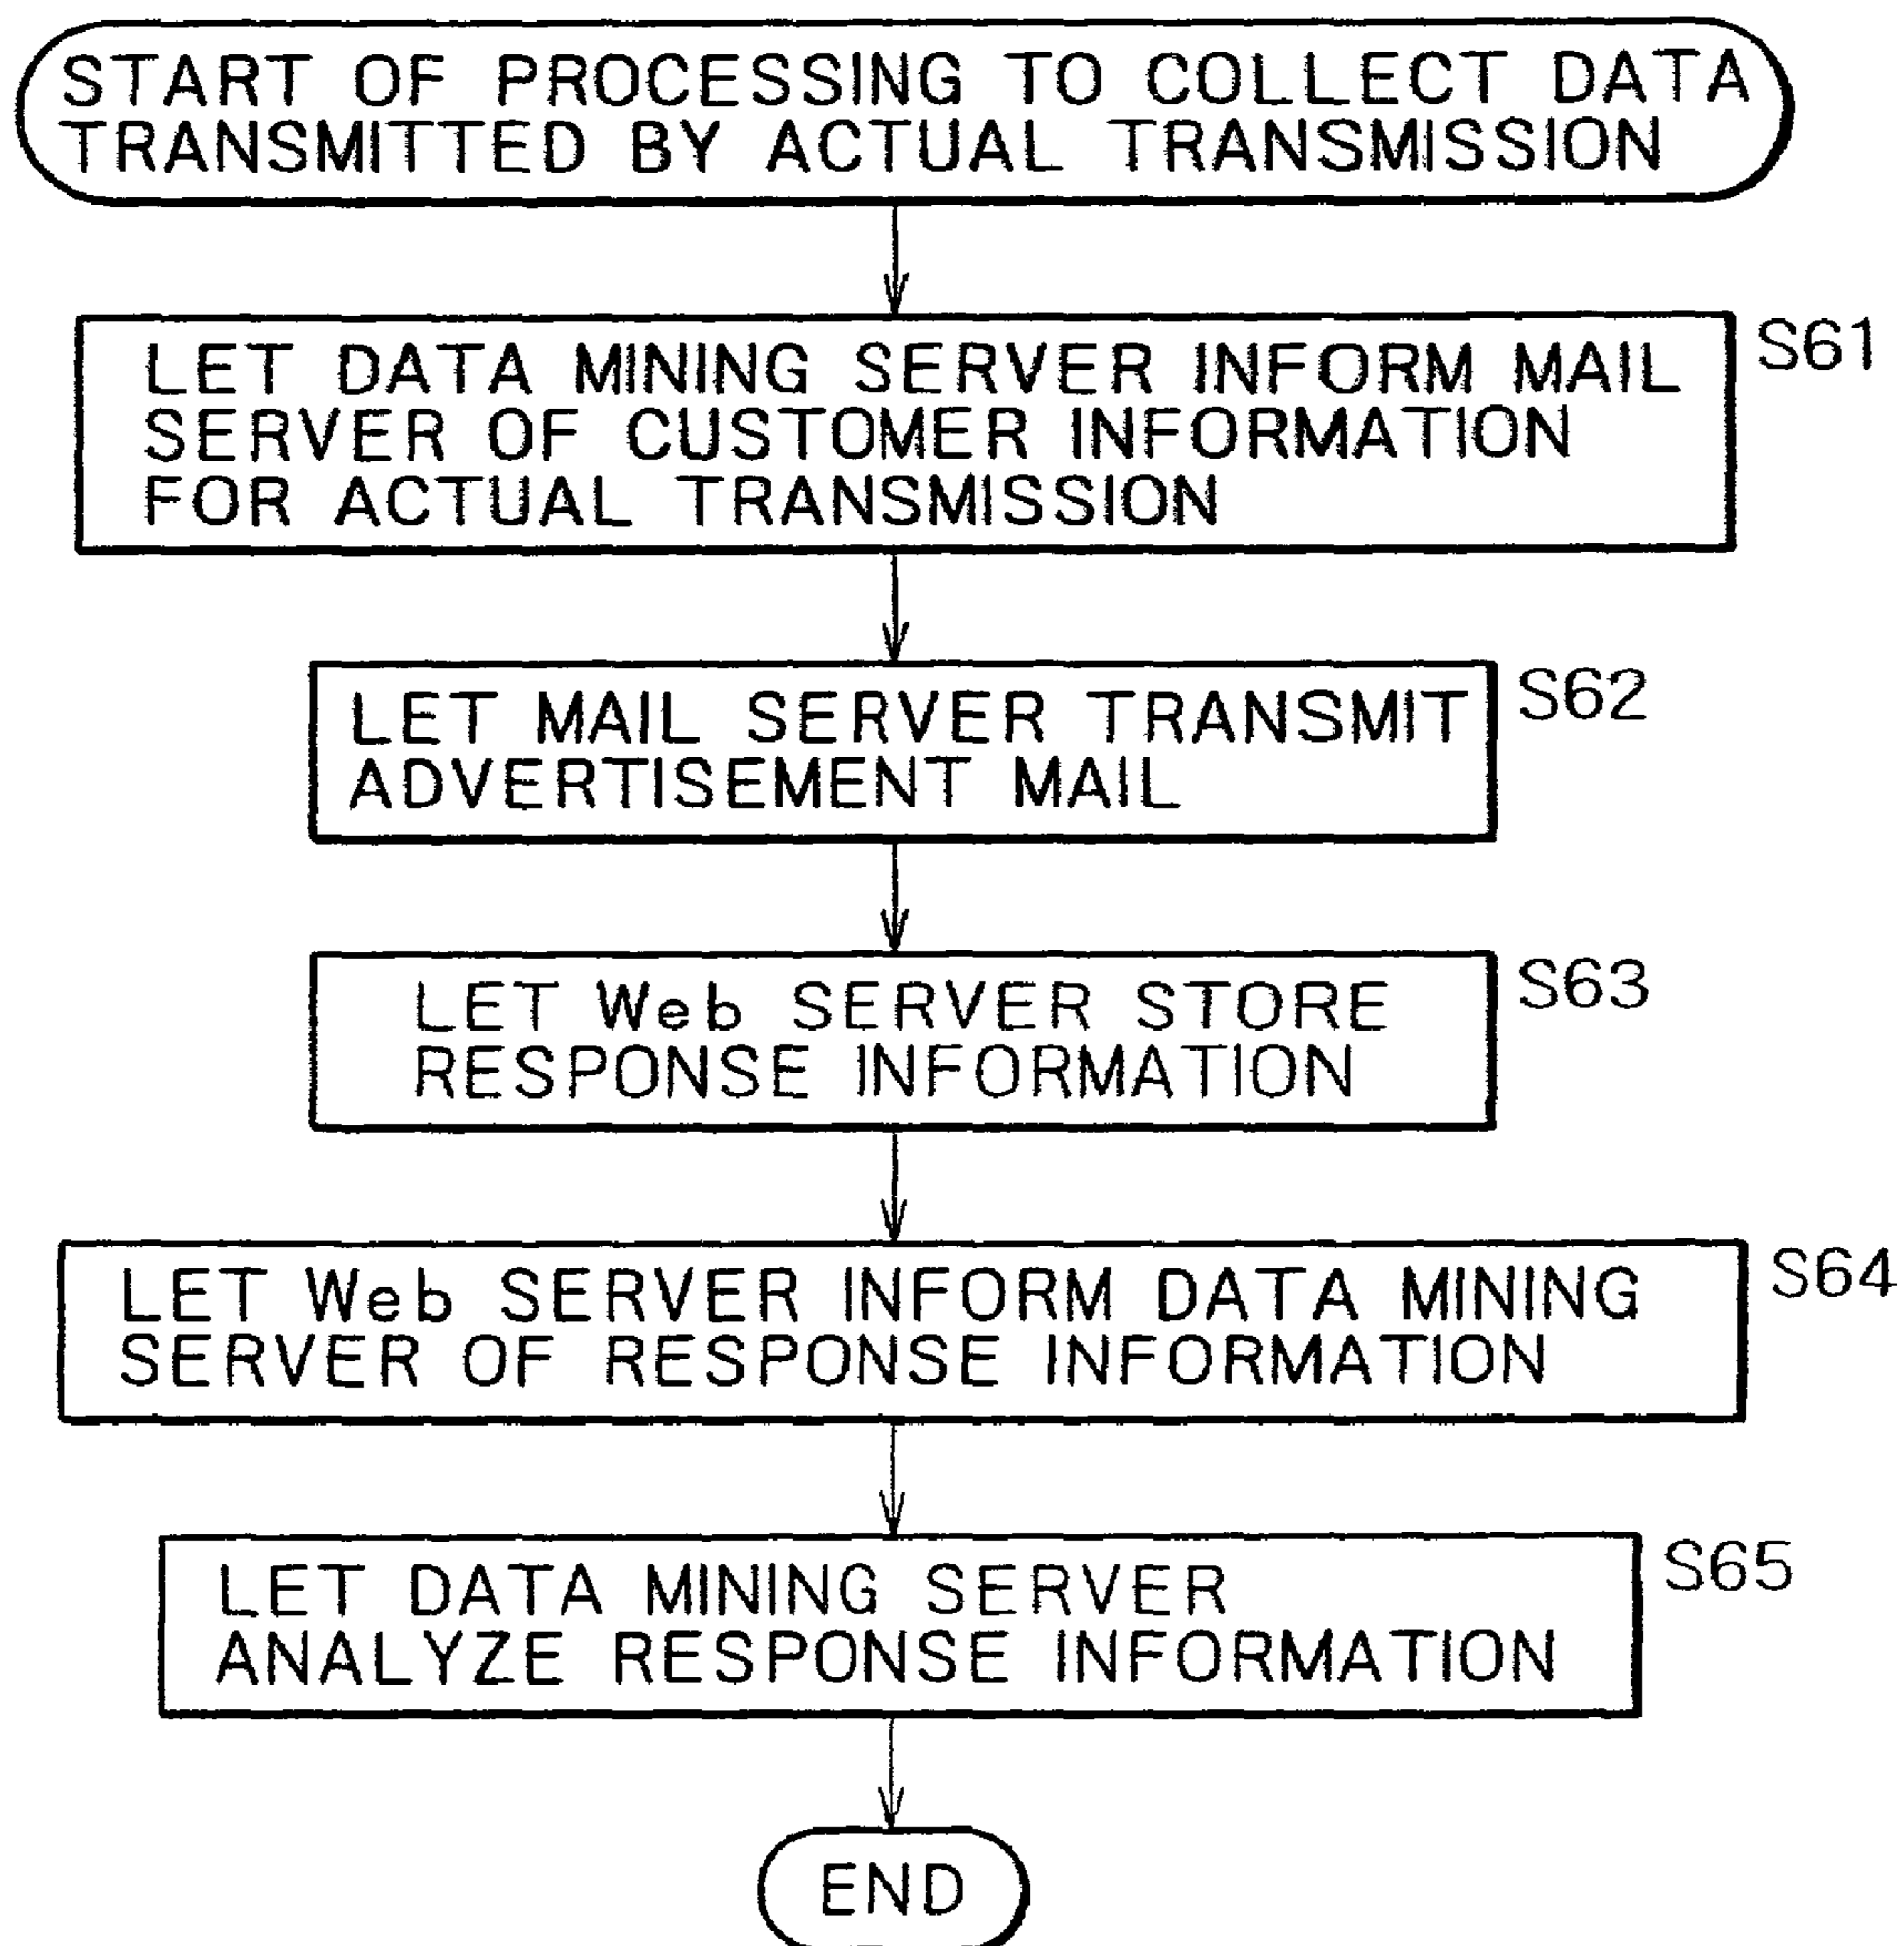 START OF PROCESSING TO COLLECT DATA
TRANSMITTED BY ACTUAL TRANSMISSION
S61
LET DATA MINING SERVER INFORM MAIL
SERVER OF CUSTOMER INFORMATION
FOR ACTUAL TRANSMISSION
S62
LET MAIL SERVER TRANSMIT
ADVERTISEMENT MAIL
S63
LET Web SERVER STORE
RESPONSE INFORMATION
S64
LET Web SERVER INFORM DATA MINING
SERVER OF RESPONSE INFORMATION
S65
LET DATA MINING SERVER
ANALYZE RESPONSE INFORMATION
END